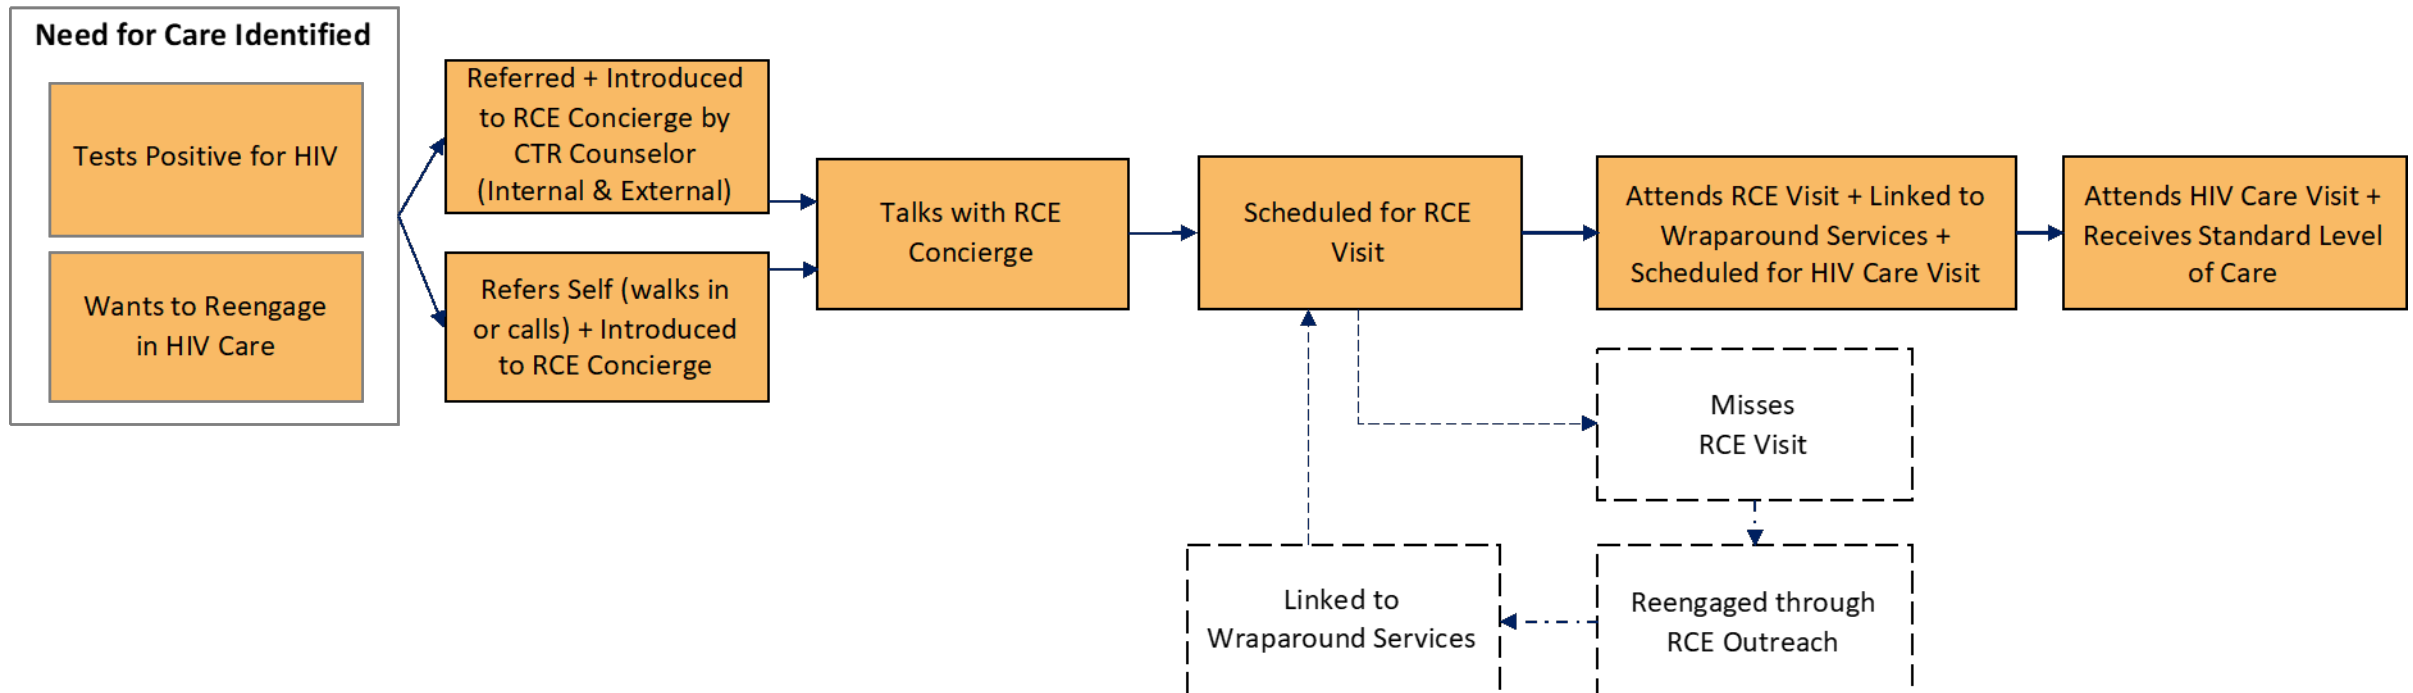 Need for Care Identified
Tests Positive for HIV
Wants to Reengage
in HIV Care
Referred + Introduced
to RCE Concierge by
CTR Counselor
(Internal & External)
Refers Self (walks in
or calls) + Introduced
to RCE Concierge
Talks with RCE
Concierge
Scheduled for RCE
Visit
Attends RCE Visit + Linked to
Wraparound Services +
Scheduled for HIV Care Visit
Attends HIV Care Visit +
Receives Standard Level
of Care
Misses
RCE Visit
Reengaged through
RCE Outreach
Linked to
Wraparound Services